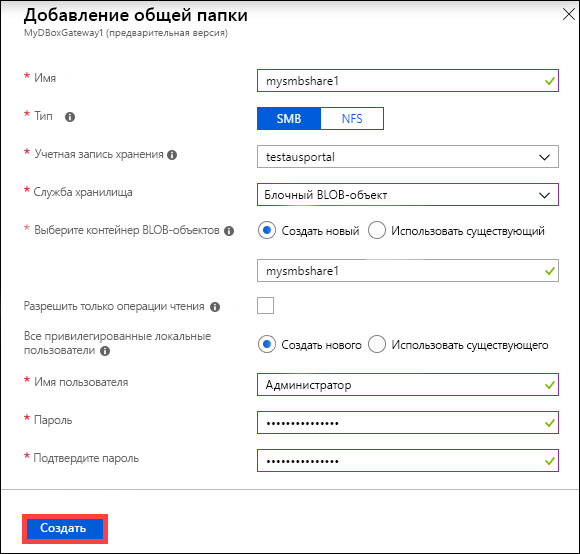 Добавление общей папки
MyDBoxGateway1 (предварительная версия)
* Имя
mysmbshare1
* Тип
SMB NFS
* Учетная запись хранения
testausportal
* Служба хранилища
Блочный BLOB-объект
* Выберите контейнер BLOB-объектов
Создать новый Использовать существующий
mysmbshare1
Разрешить только операции чтения
Все привилегированные локальные
пользователи
Создать нового Использовать существующего
* Имя пользователя
Администратор
* Пароль
•••••••••••••••
* Подтвердите пароль
•••••••••••••••
Создать